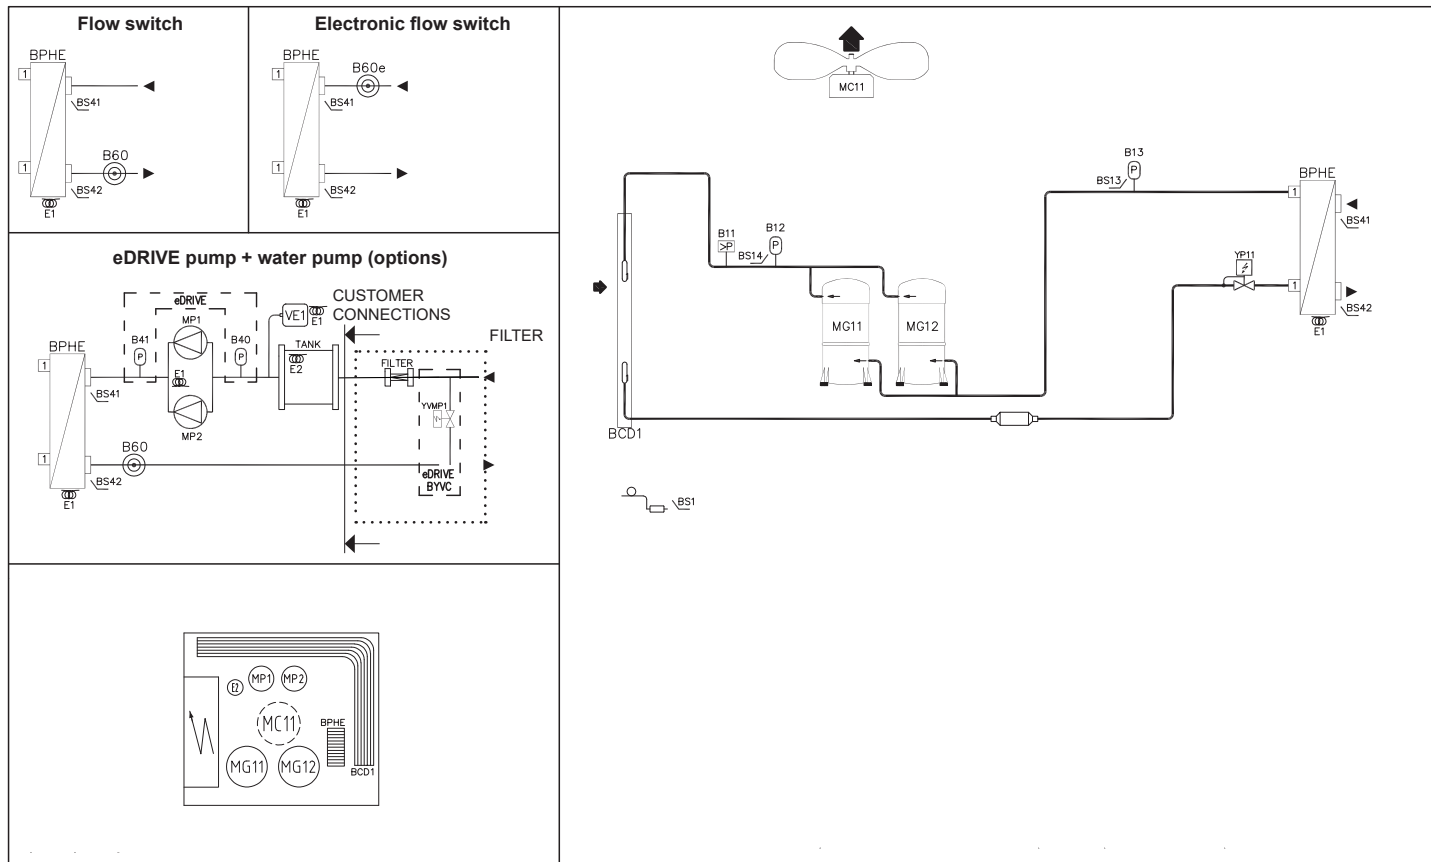 Flow switch
BPHE
1
BS41
B60
1
BS42
E1
Electronic flow switch
BPHE
B60e
1
BS41
1
BS42
E1
eDRIVE pump + water pump (options)
eDRIVE
CUSTOMER
CONNECTIONS
FILTER
MP1
B41
P
B40
P
VE1
E1
BPHE
TANK
E2
FILTER
1
E1
BS41
MP2
YVMP1
B60
1
BS42
eDRIVE
BYVC
E1
E2
MP1
MP2
MC11
BPHE
MG11
MG12
BCD1
MC11
B13
P
BS13
BPHE
1
BS41
B11
>P
B12
P
BS14
YP11
1
BS42
E1
MG11
MG12
BCD1
BS1